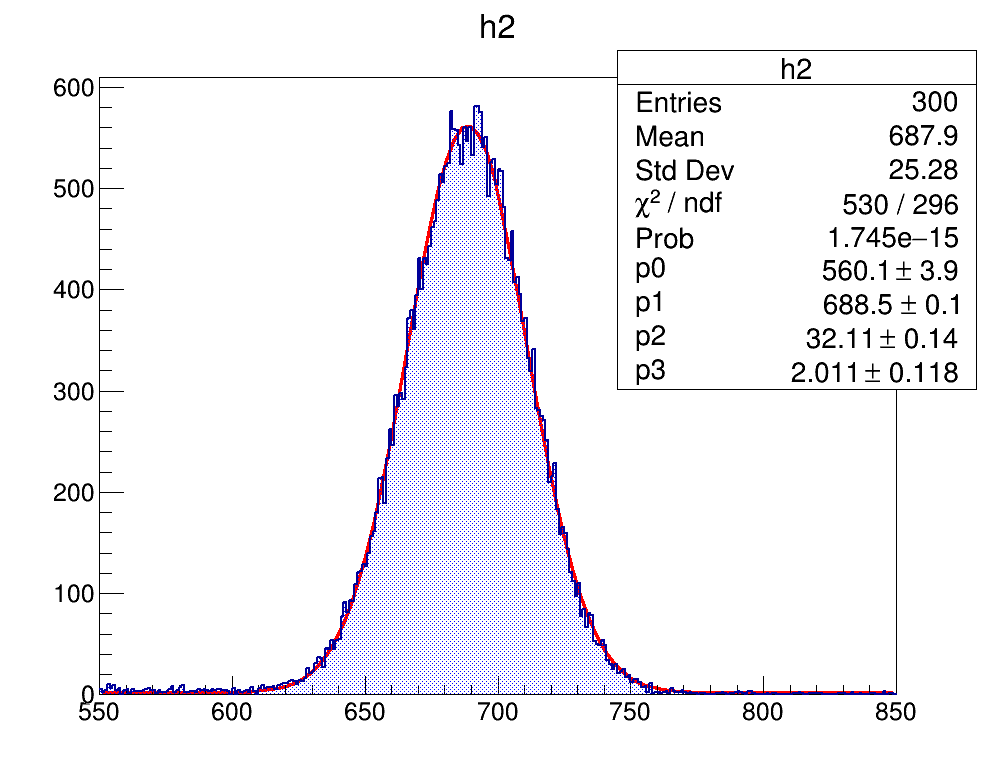 h2
h2
Entries 300
Mean 687.9
Std Dev 25.28
χ² / ndf 530 / 296
Prob 1.745e−15
p0 560.1 ± 3.9
p1 688.5 ± 0.1
p2 32.11 ± 0.14
p3 2.011 ± 0.118
600
500
400
300
200
100
0
550 600 650 700 750 800 850